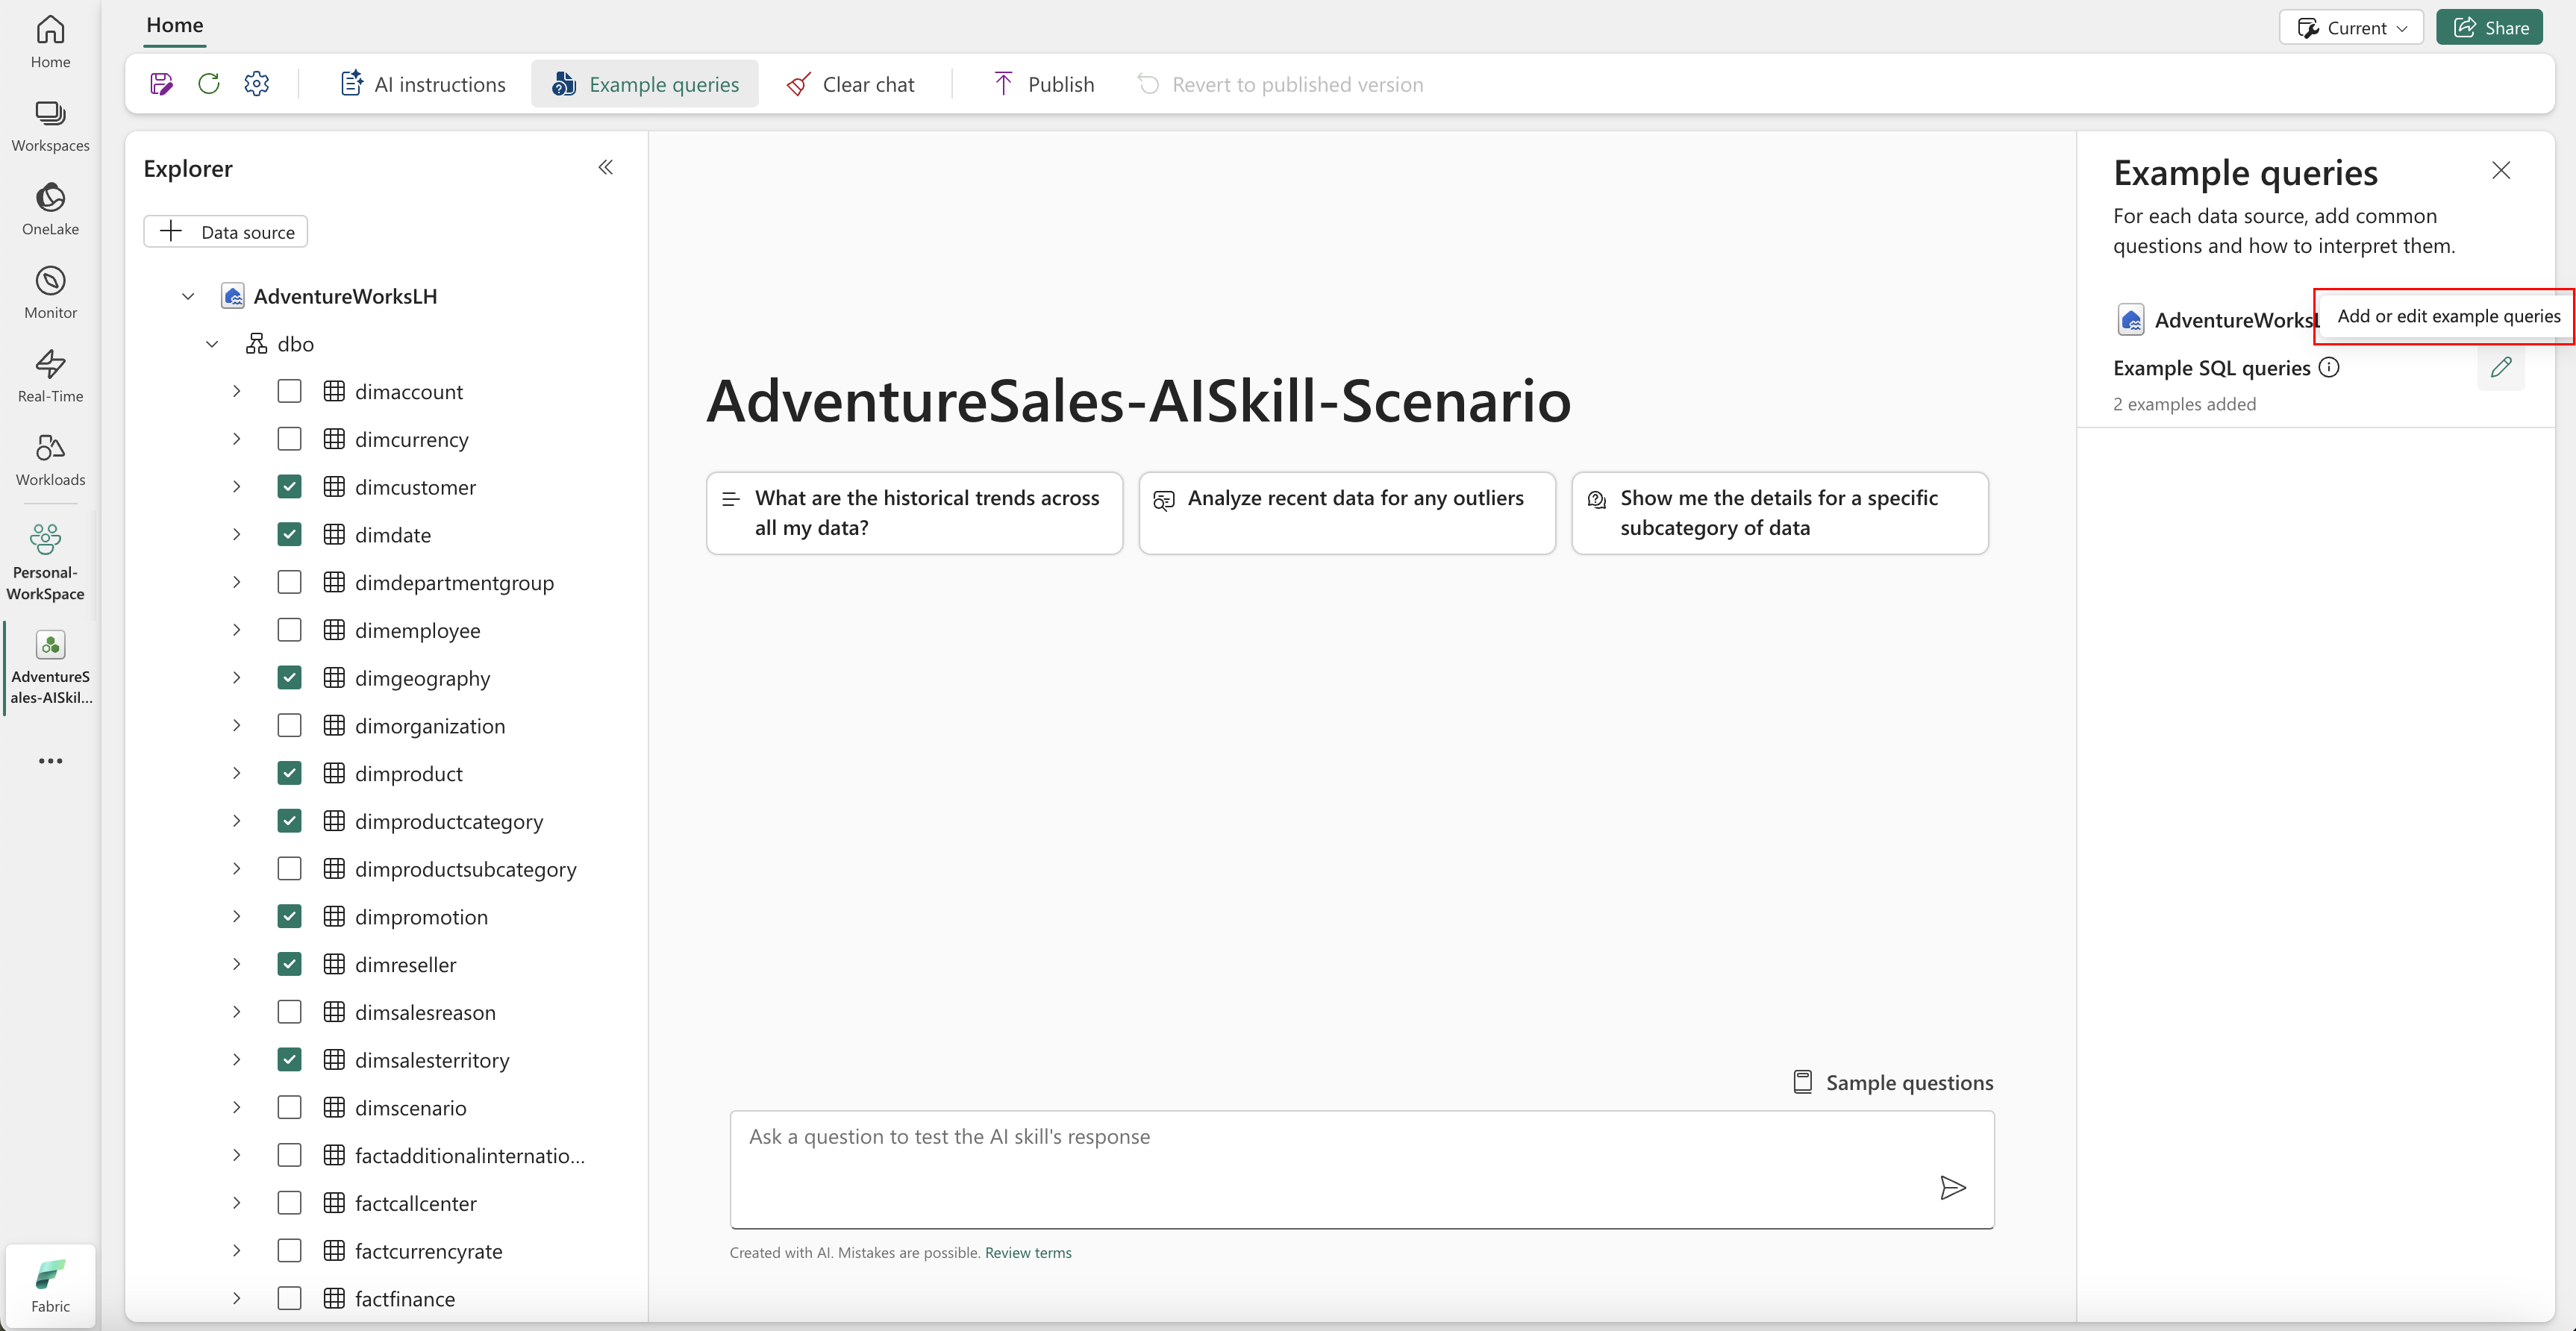 Home
Workspaces
OneLake
Monitor
Real-Time
Workloads
Personal-
WorkSpace
AdventureS
ales-AISkil...
Fabric
Home
Current
Share
AI instructions
Example queries
Clear chat
Publish
Revert to published version
Explorer
Data source
AdventureWorksLH
dbo
dimaccount
dimcurrency
dimcustomer
dimdate
dimdepartmentgroup
dimemployee
dimgeography
dimorganization
dimproduct
dimproductcategory
dimproductsubcategory
dimpromotion
dimreseller
dimsalesreason
dimsalesterritory
dimscenario
factadditionalinternatio...
factcallcenter
factcurrencyrate
factfinance
AdventureSales-AISkill-Scenario
What are the historical trends across
all my data?
Analyze recent data for any outliers
Show me the details for a specific
subcategory of data
Sample questions
Ask a question to test the AI skill's response
Created with AI. Mistakes are possible. Review terms
Example queries
For each data source, add common
questions and how to interpret them.
AdventureWorksL
Add or edit example queries
Example SQL queries
2 examples added